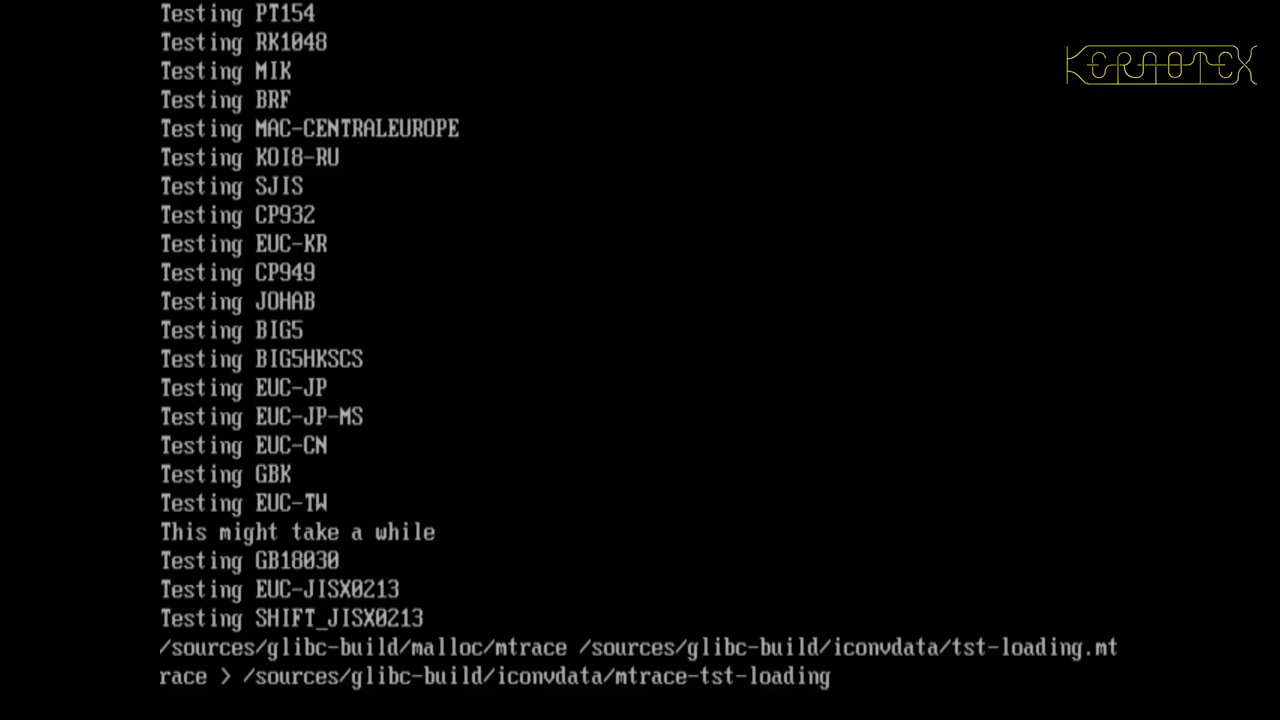 Testing PT154
KERNOTEX
Testing RK1048
Testing MIK
Testing BRF
Testing MAC-CENTRALEUROPE
Testing KOI8-RU
Testing SJIS
Testing CP932
Testing EUC-KR
Testing CP949
Testing JOHAB
Testing BIG5
Testing BIG5HKSCS
Testing EUC-JP
Testing EUC-JP-MS
Testing EUC-CN
Testing GBK
Testing EUC-TW
This might take a while
Testing GB18030
Testing EUC-JISX0213
Testing SHIFT_JISX0213
/sources/glibc-build/malloc/mtrace /sources/glibc-build/iconvdata/tst-loading.mt
race > /sources/glibc-build/iconvdata/mtrace-tst-loading